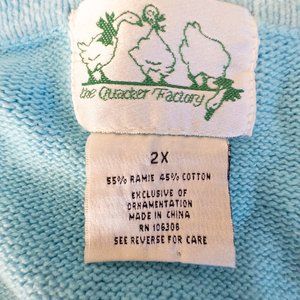 the Quacker Factory
2X
55% RAMIE 45% COTTON
EXCLUSIVE OF
ORNAMENTATION
MADE IN CHINA
RN 106308
SEE REVERSE FOR CARE